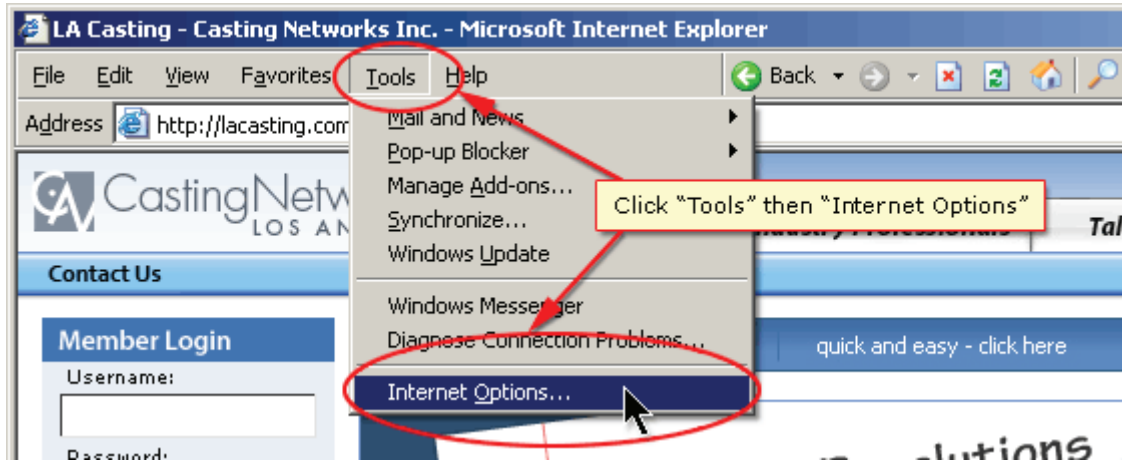 LA Casting - Casting Networks Inc. - Microsoft Internet Explorer
File Edit View Favorites Tools Help Back
Address http://lacasting.com
Mail and News
Pop-up Blocker
Manage Add-ons...
Synchronize...
Windows Update
Windows Messenger
Diagnose Connection Problems...
Internet Options...
Click "Tools" then "Internet Options"
CastingNetw
LOS AN
Industry Professionals Tal
Contact Us
Member Login
Username:
Password:
quick and easy - click here